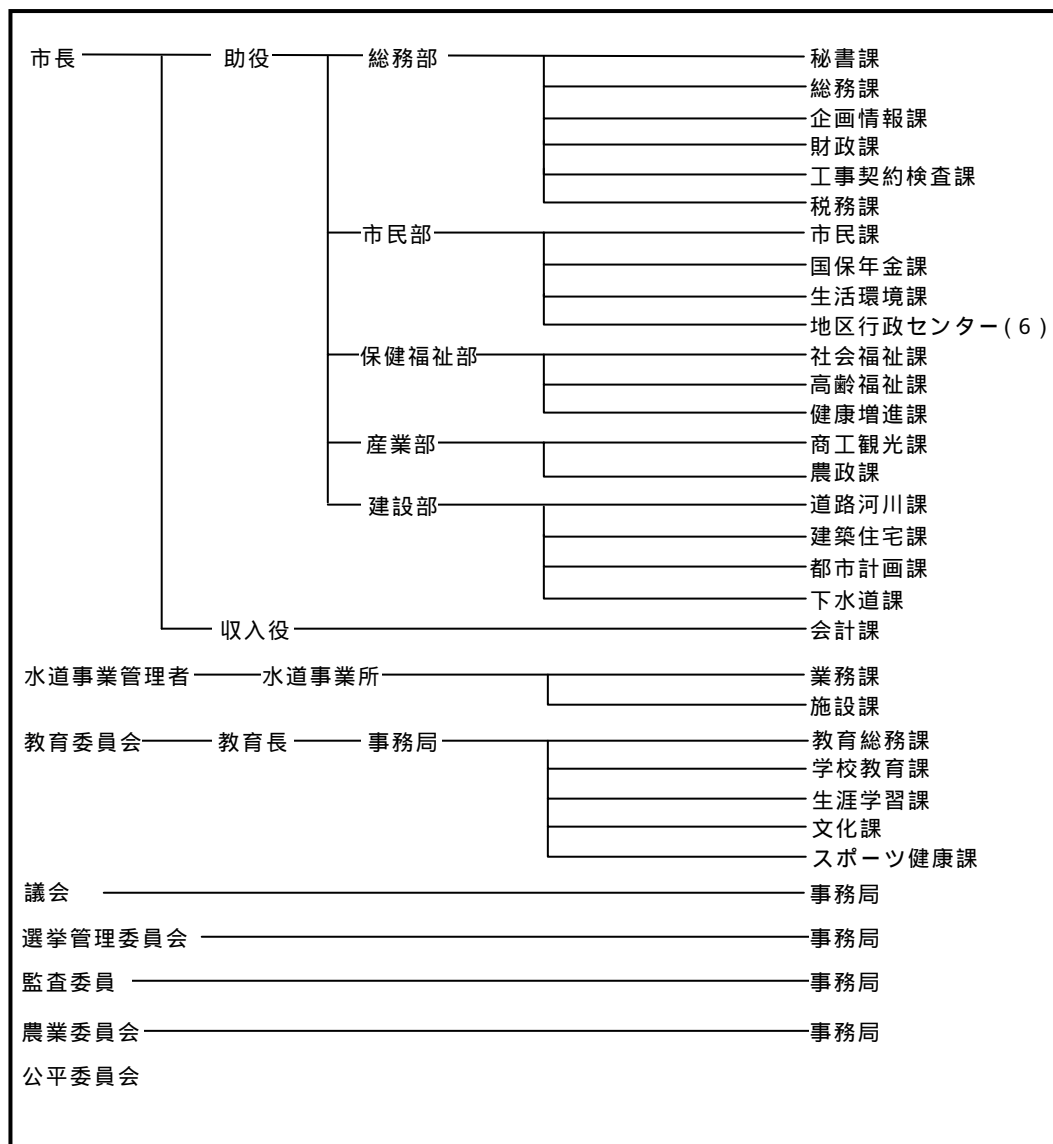 市長 助役 総務部 秘書課
総務課
企画情報課
財政課
工事契約検査課
税務課
市民部 市民課
国保年金課
生活環境課
地区行政センター(6)
保健福祉部 社会福祉課
高齢福祉課
健康増進課
産業部 商工観光課
農政課
建設部 道路河川課
建築住宅課
都市計画課
下水道課
収入役 会計課
水道事業管理者 水道事業所 業務課
施設課
教育委員会 教育長 事務局 教育総務課
学校教育課
生涯学習課
文化課
スポーツ健康課
議会 事務局
選挙管理委員会 事務局
監査委員 事務局
農業委員会 事務局
公平委員会